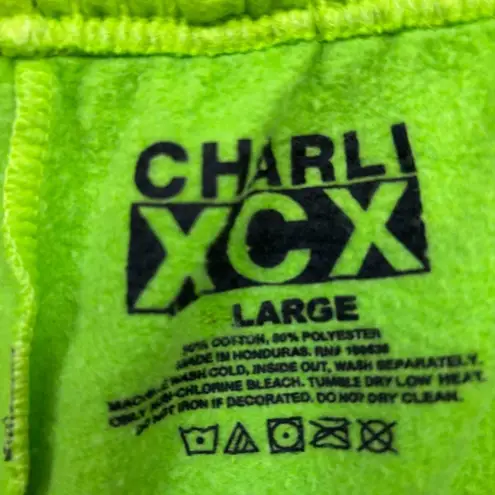 CHARLI
XCX
LARGE
COTTON, POLYESTER
MADE IN HONDURAS. RN#
MACHINE WASH COLD, INSIDE OUT, WASH SEPARATELY.
ONLY NON-CHLORINE BLEACH. TUMBLE DRY LOW HEAT.
DO NOT IRON IF DECORATED. DO NOT DRY CLEAN.